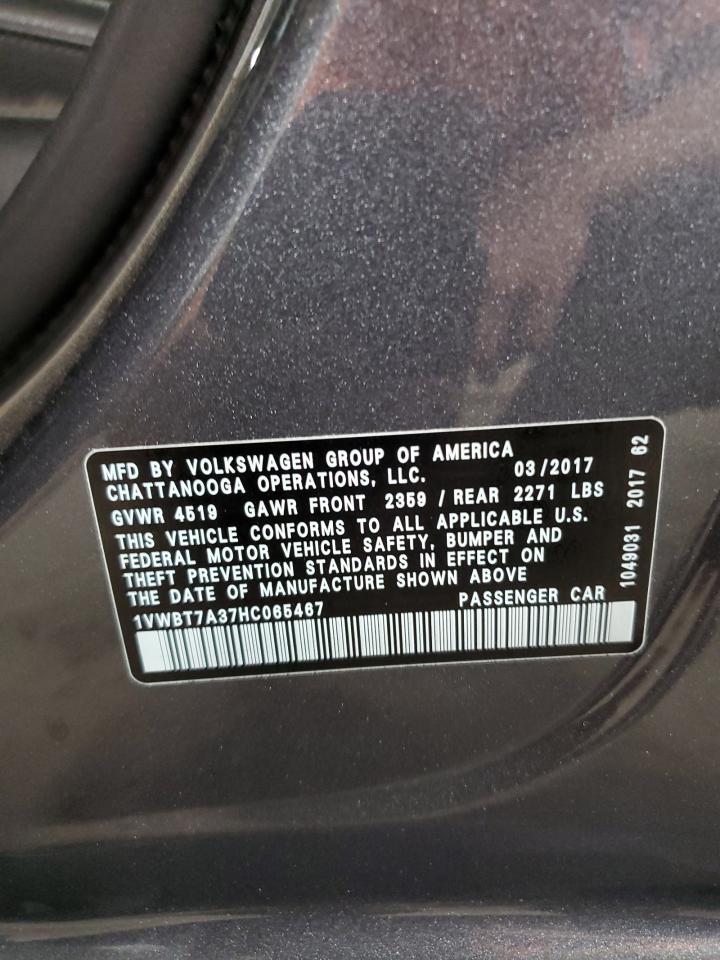 MFD BY VOLKSWAGEN GROUP OF AMERICA
CHATTANOOGA OPERATIONS, LLC. 03/2017
GVWR 4519 GAWR FRONT 2359 / REAR 2271 LBS
THIS VEHICLE CONFORMS TO ALL APPLICABLE U.S.
FEDERAL MOTOR VEHICLE SAFETY, BUMPER AND
THEFT PREVENTION STANDARDS IN EFFECT ON
THE DATE OF MANUFACTURE SHOWN ABOVE
1VWBT7A37HC065467 PASSENGER CAR
1049031 2017 62